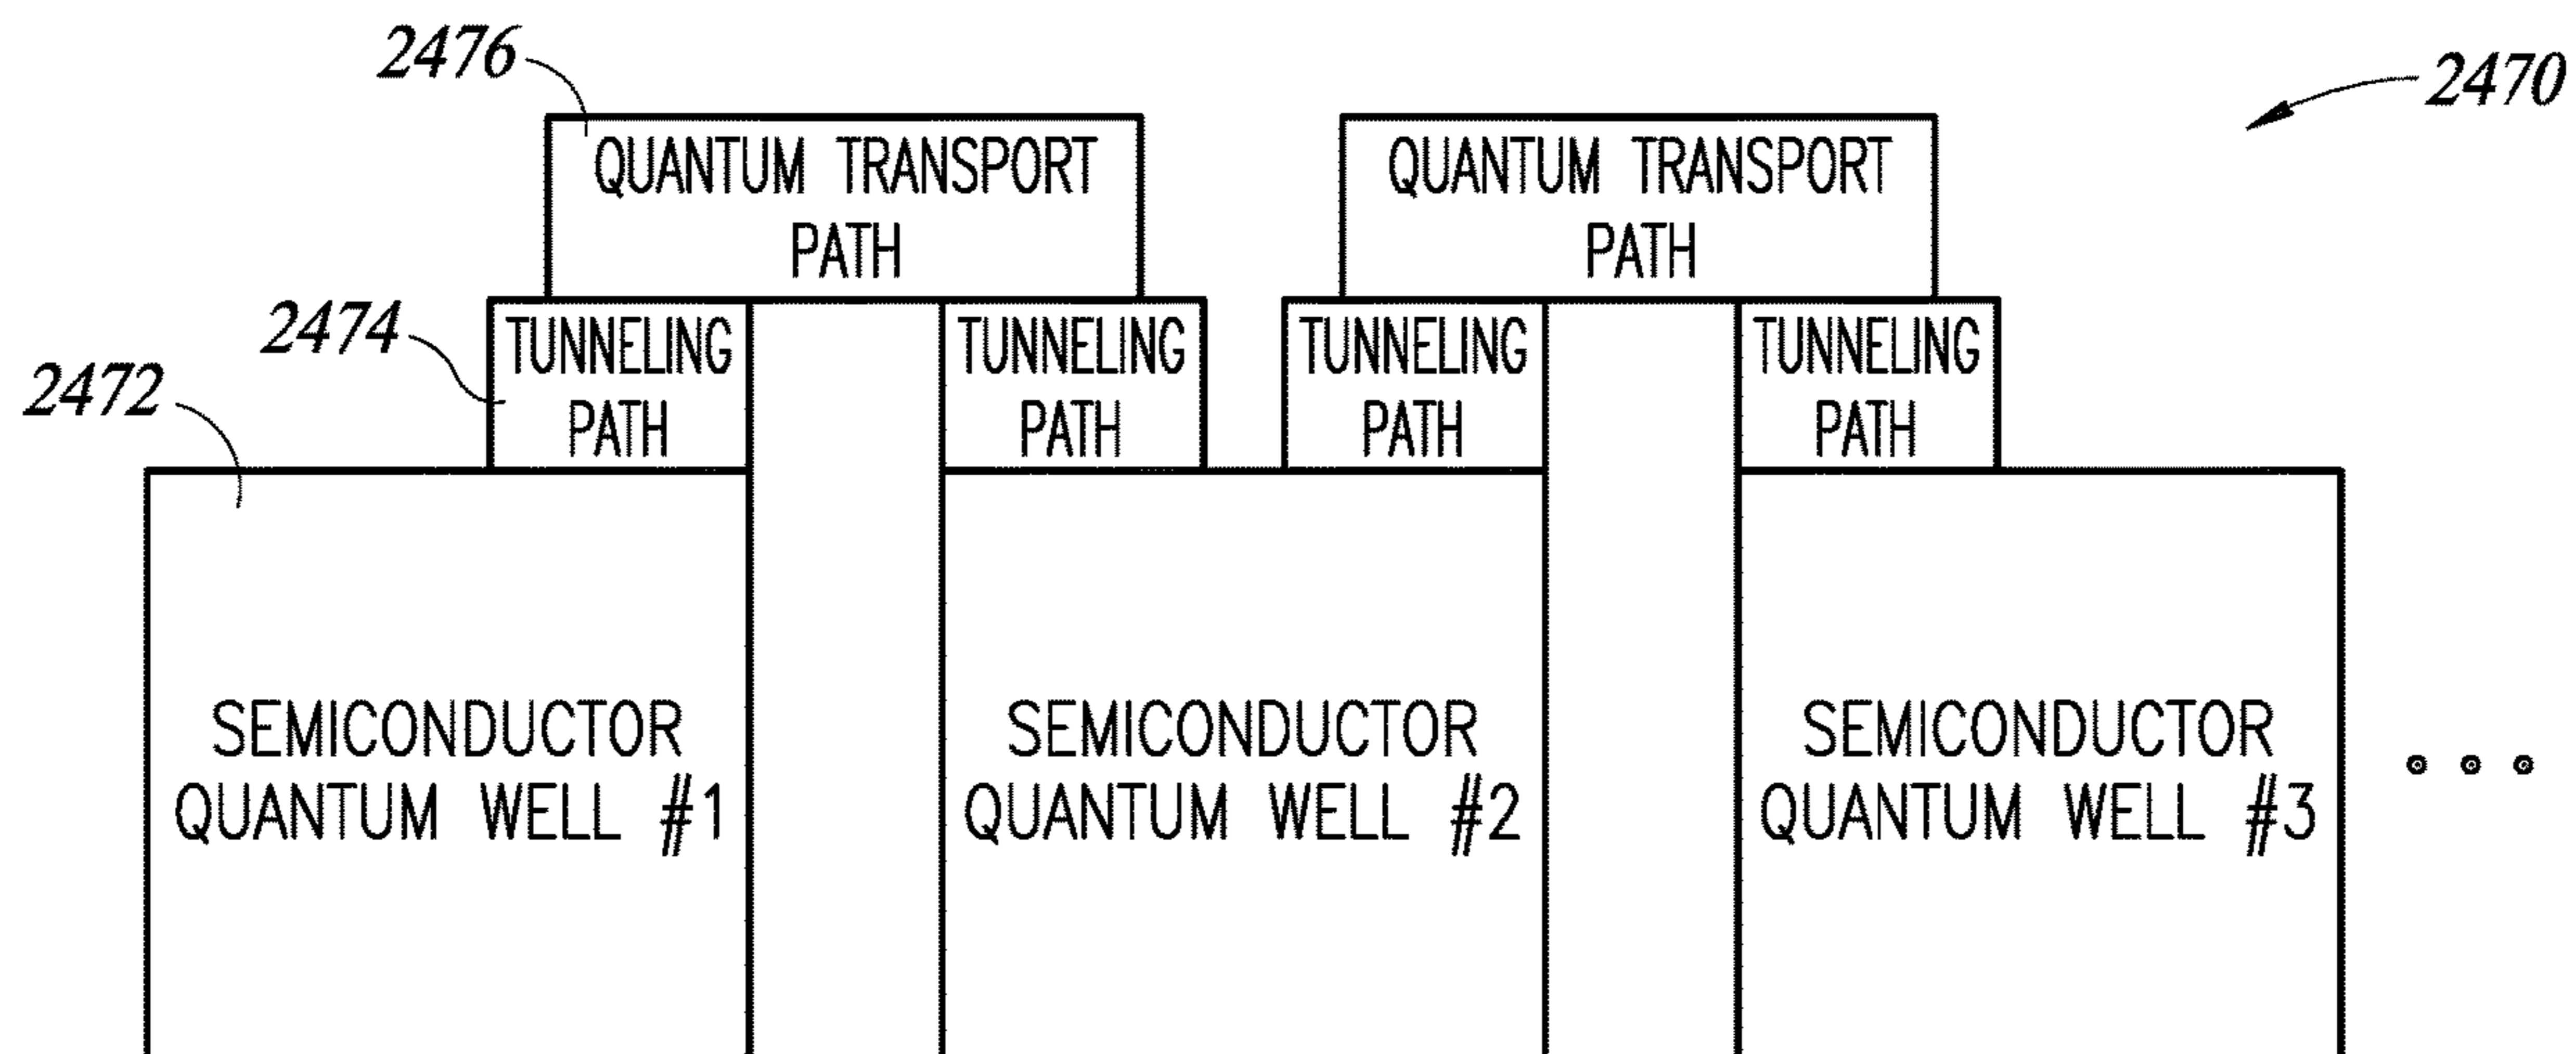 2476
2470
QUANTUM TRANSPORT
PATH
QUANTUM TRANSPORT
PATH
2474
TUNNELING
PATH
TUNNELING
PATH
TUNNELING
PATH
TUNNELING
PATH
2472
SEMICONDUCTOR
QUANTUM WELL #1
SEMICONDUCTOR
QUANTUM WELL #2
SEMICONDUCTOR
QUANTUM WELL #3